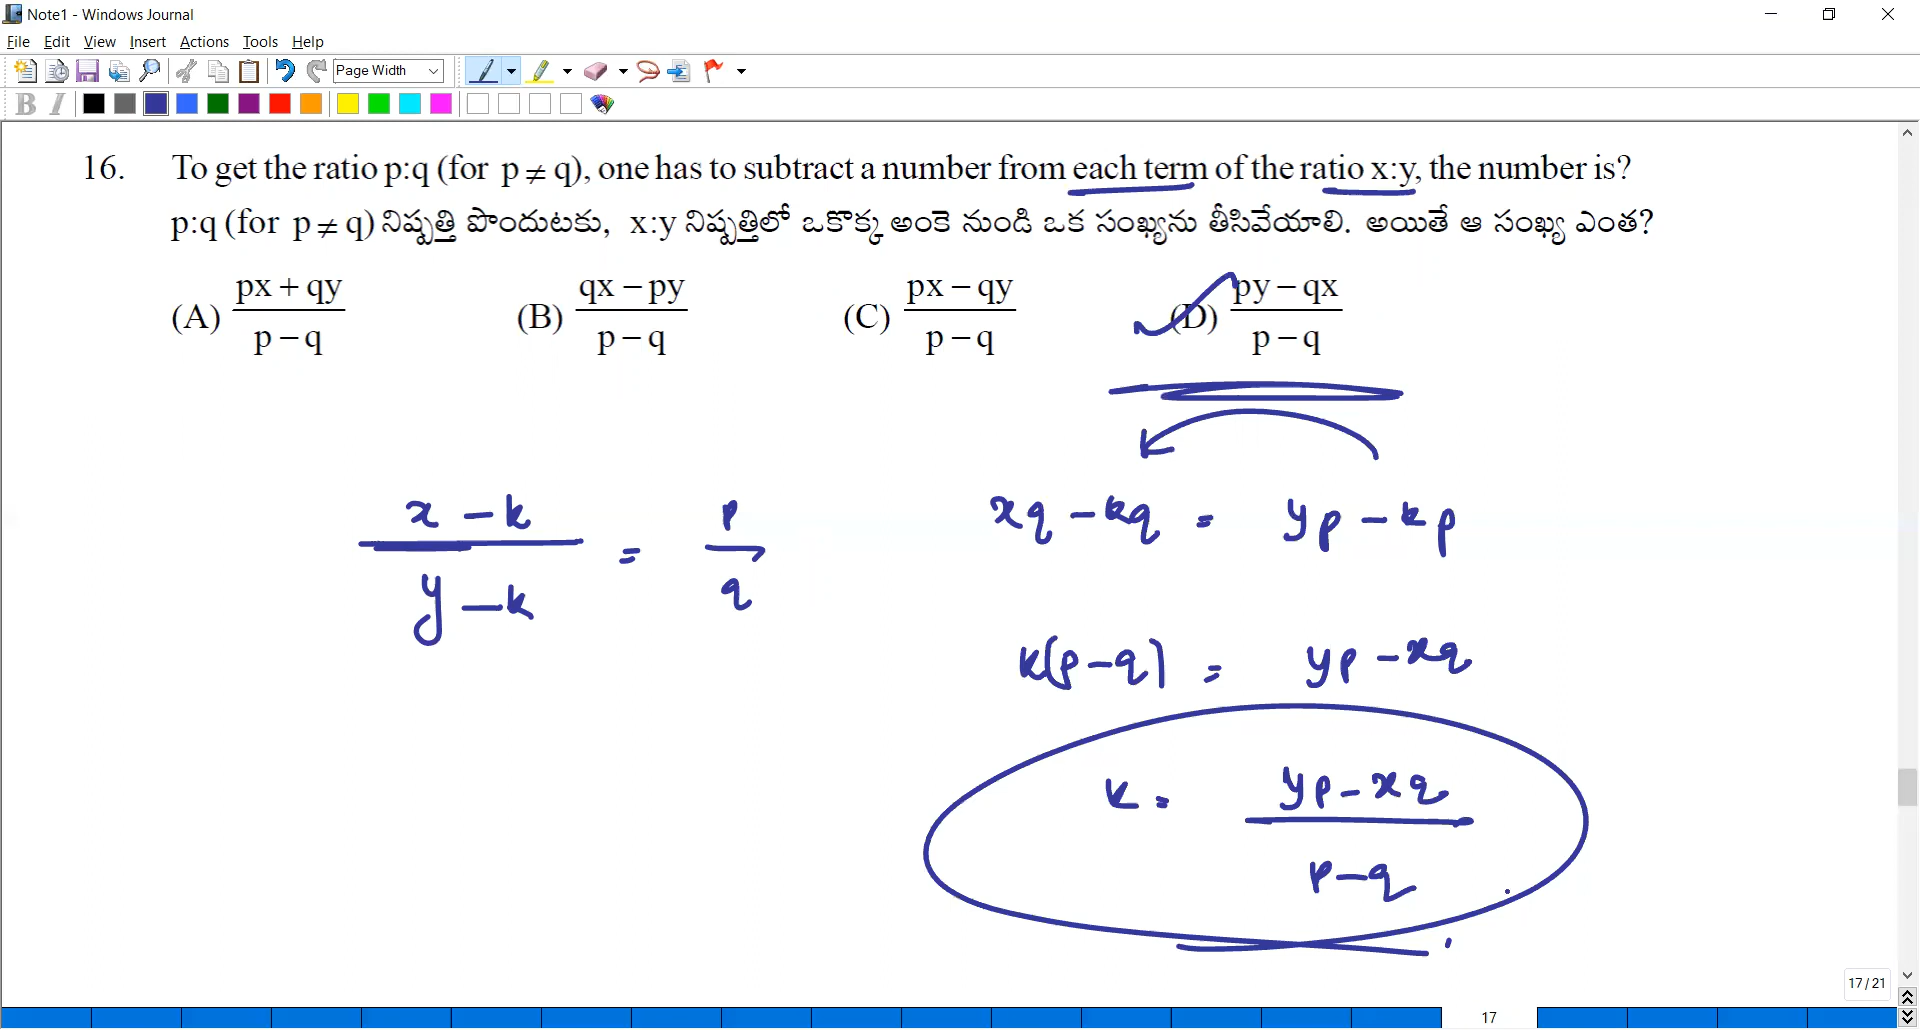 Note1 - Windows Journal
File Edit View Insert Actions Tools Help
Page Width
B I
16. To get the ratio p:q (for p ≠ q), one has to subtract a number from each term of the ratio x:y, the number is?
p:q (for p ≠ q) నిష్పత్తి పొందుటకు, x:y నిష్పత్తిలో ఒకొక్క అంకె నుండి ఒక సంఖ్యను తీసివేయాలి. అయితే ఆ సంఖ్య ఎంత?
(A) px + qy / p − q (B) qx − py / p − q (C) px − qy / p − q (D) py − qx / p − q
x − k / y − k = p / q
xq − kq = yp − kp
k(p − q) = yp − xq
k = yp − xq / p − q
17 / 21
17